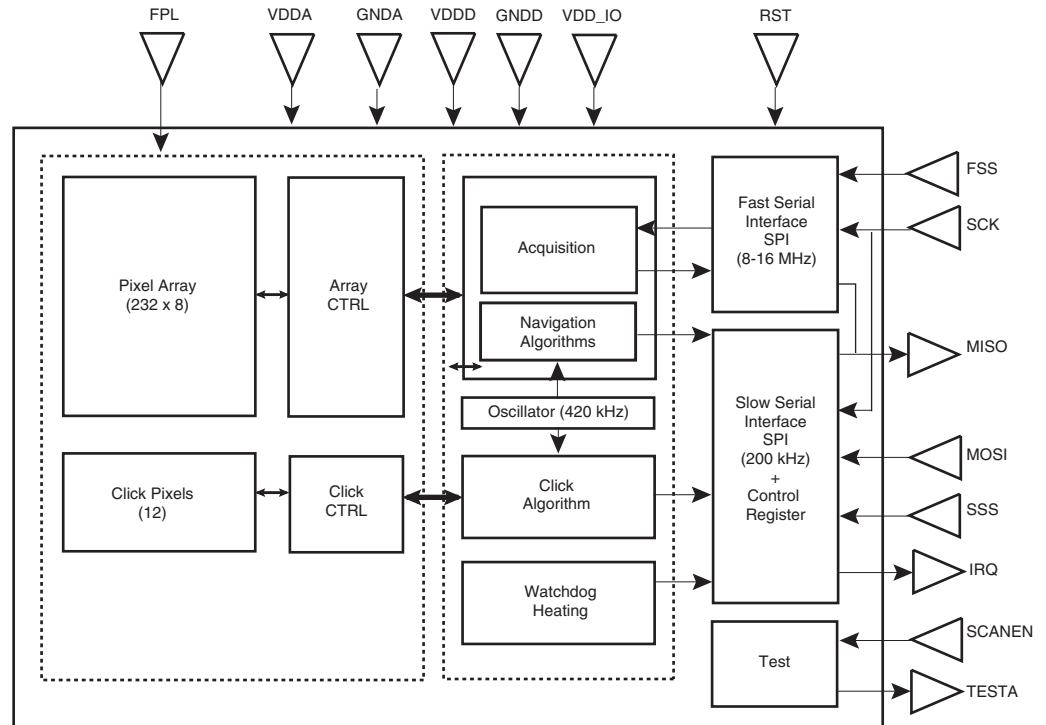 FPL
VDDA
GNDA
VDDD
GNDD
VDD_IO
RST
Pixel Array
(232 x 8)
Array
CTRL
Acquisition
Navigation
Algorithms
Oscillator (420 kHz)
Click Pixels
(12)
Click
CTRL
Click
Algorithm
Watchdog
Heating
Fast Serial
Interface
SPI
(8-16 MHz)
Slow Serial
Interface
SPI
(200 kHz)
+
Control
Register
Test
FSS
SCK
MISO
MOSI
SSS
IRQ
SCANEN
TESTA